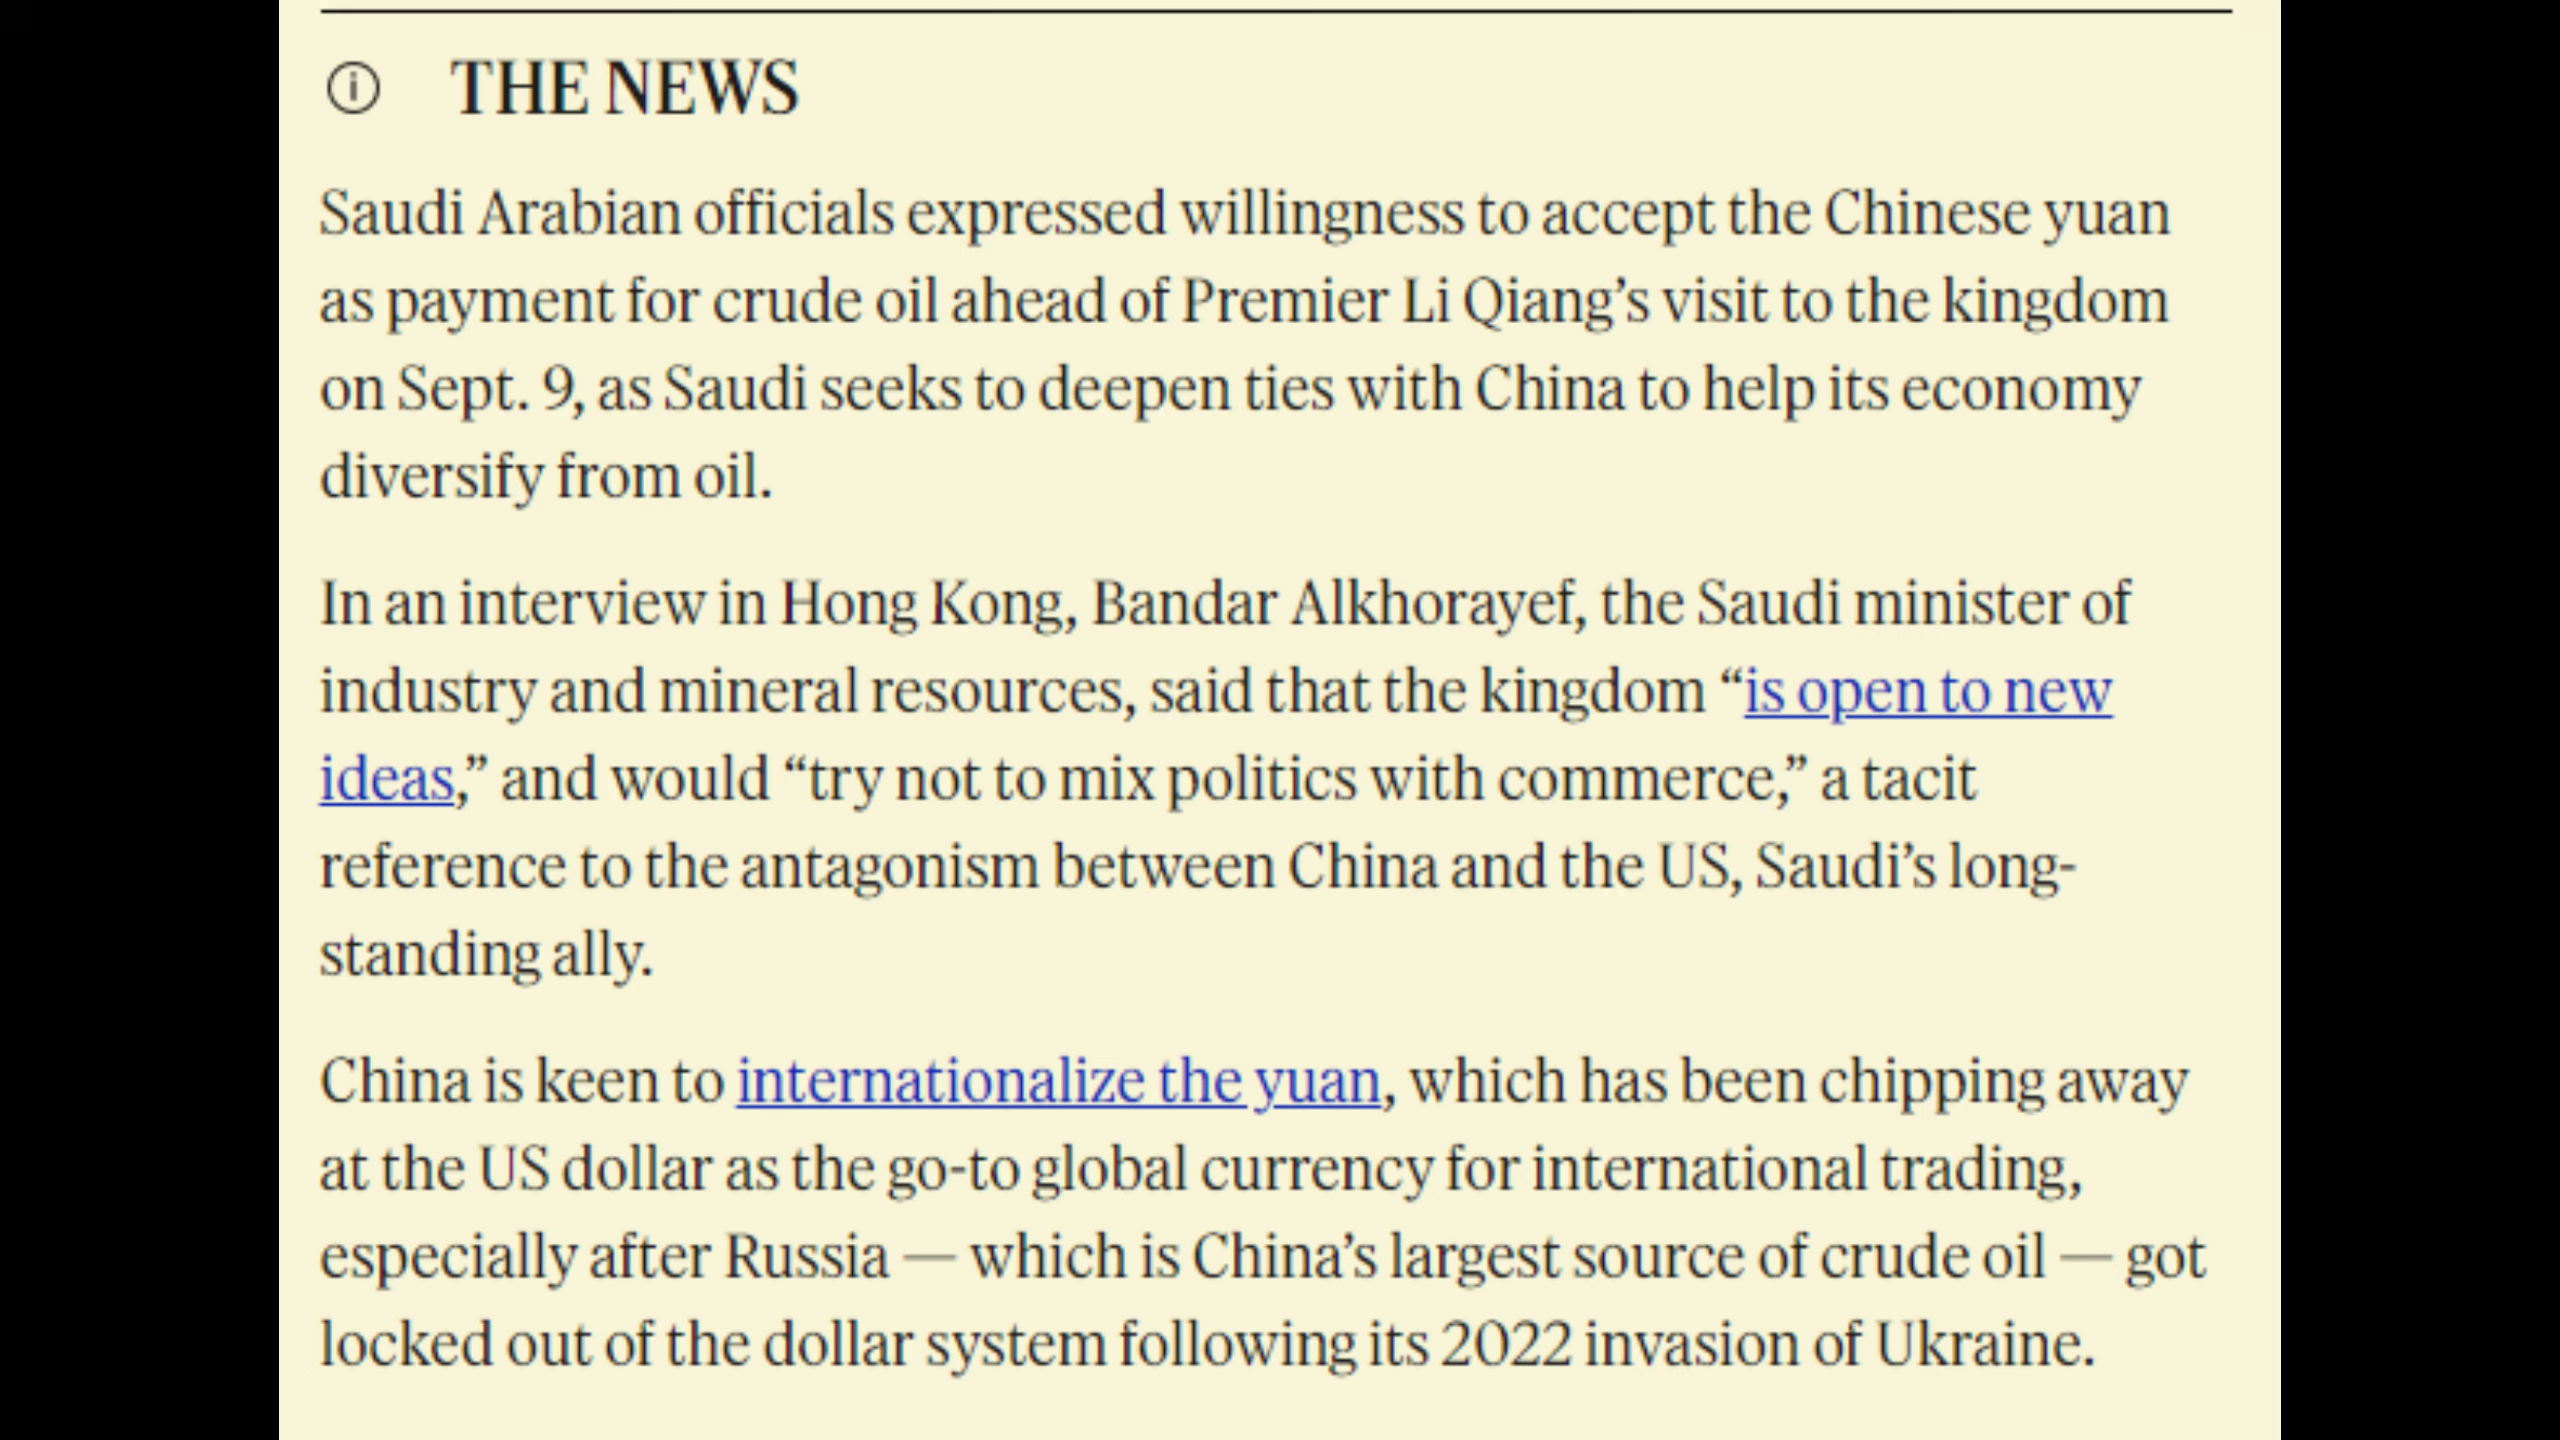 THE NEWS
Saudi Arabian officials expressed willingness to accept the Chinese yuan
as payment for crude oil ahead of Premier Li Qiang’s visit to the kingdom
on Sept. 9, as Saudi seeks to deepen ties with China to help its economy
diversify from oil.
In an interview in Hong Kong, Bandar Alkhorayef, the Saudi minister of
industry and mineral resources, said that the kingdom “is open to new
ideas,” and would “try not to mix politics with commerce,” a tacit
reference to the antagonism between China and the US, Saudi’s long-
standing ally.
China is keen to internationalize the yuan, which has been chipping away
at the US dollar as the go-to global currency for international trading,
especially after Russia — which is China’s largest source of crude oil — got
locked out of the dollar system following its 2022 invasion of Ukraine.